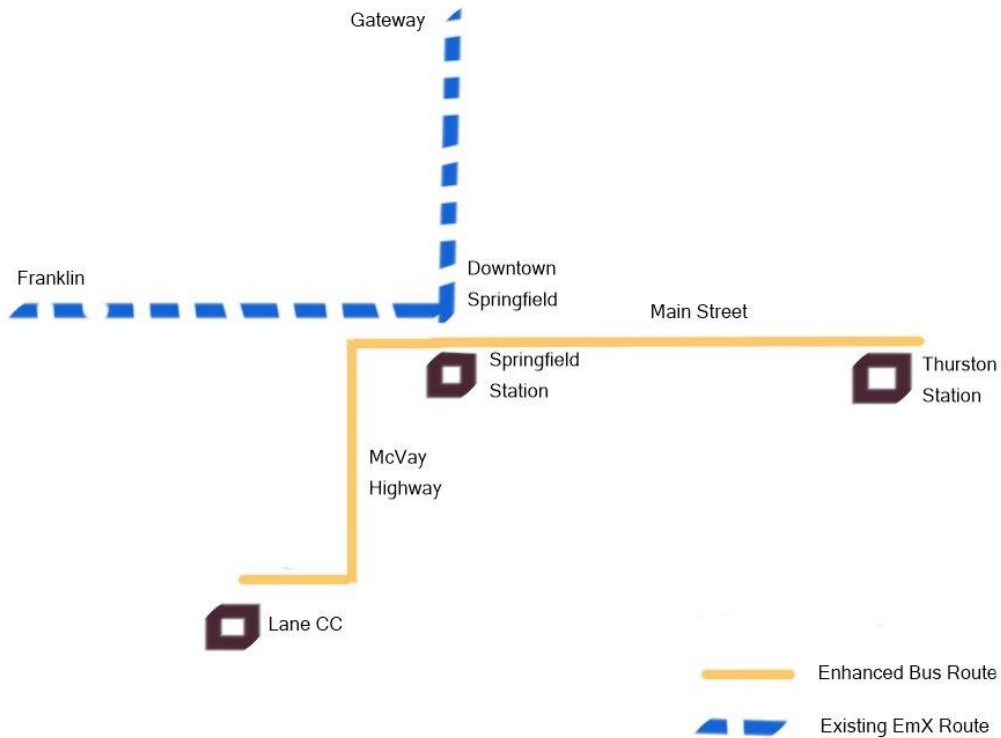 Gateway
Franklin
Downtown
Springfield
Main Street
Springfield
Station
Thurston
Station
McVay
Highway
Lane CC
Enhanced Bus Route
Existing EmX Route